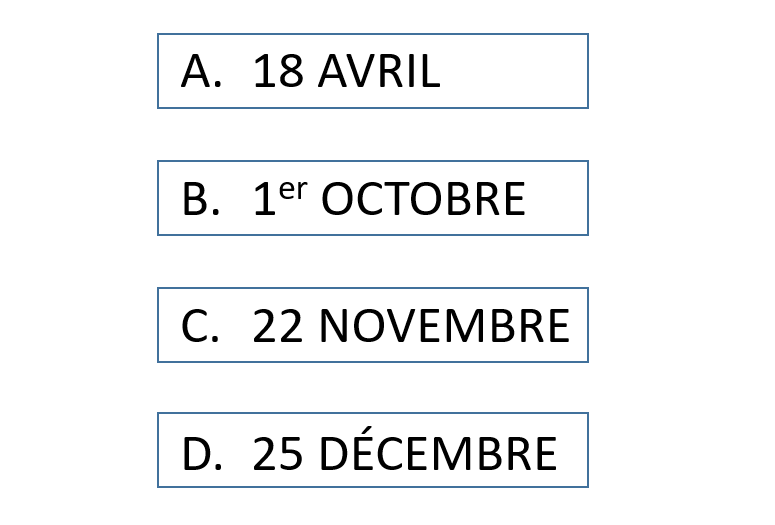 A. 18 AVRIL
B. 1er OCTOBRE
C. 22 NOVEMBRE
D. 25 DÉCEMBRE